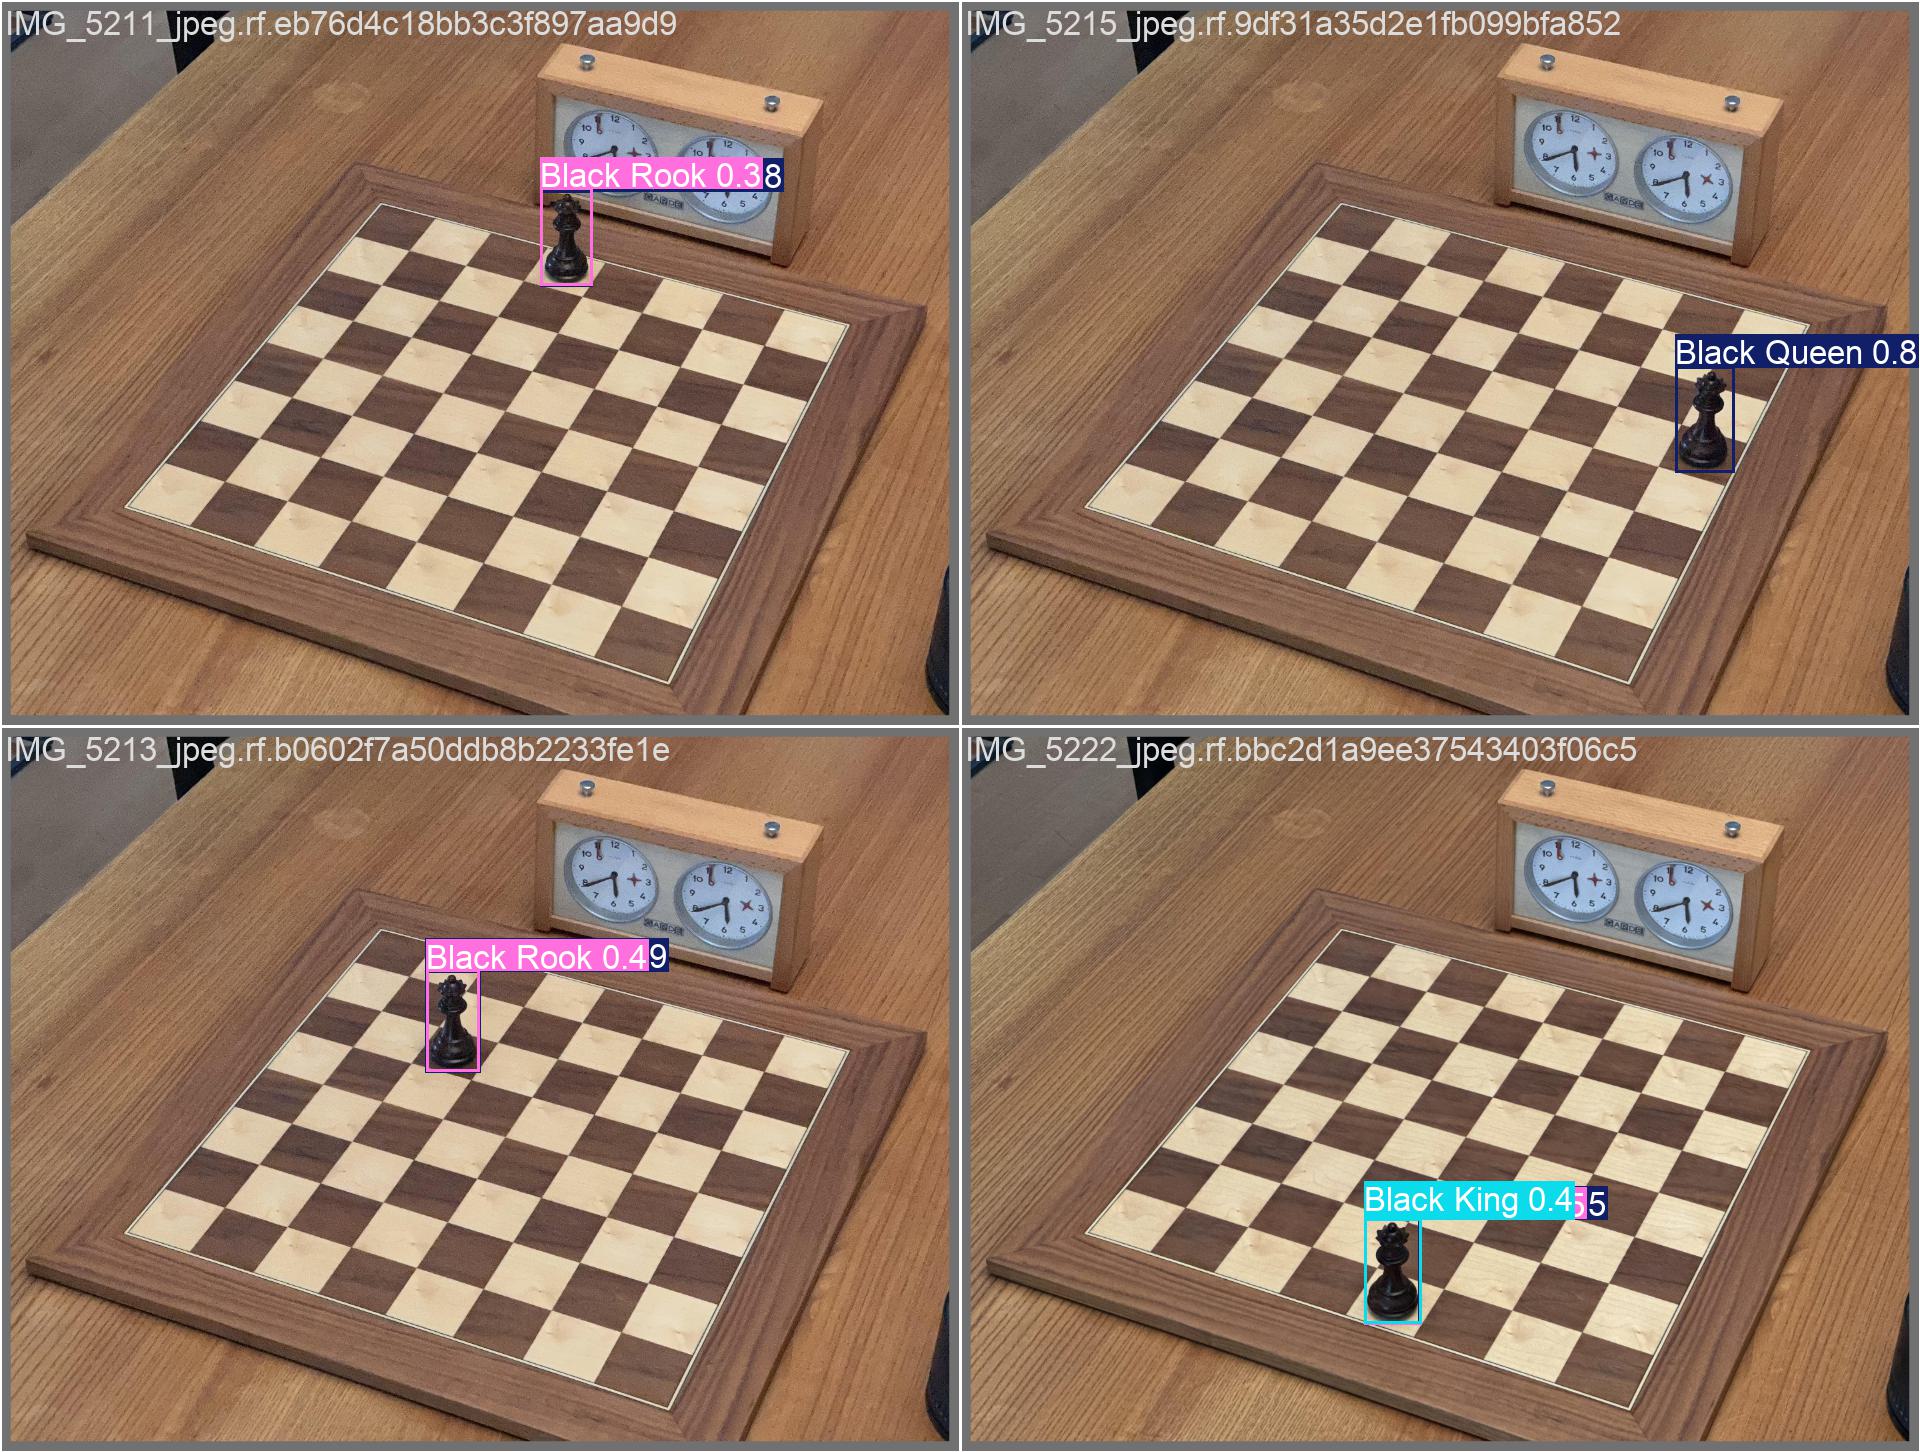 IMG_5211_jpeg.rf.eb76d4c18bb3c3f897aa9d9
Black Rook 0.38
IMG_5215_jpeg.rf.9df31a35d2e1fb099bfa852
Black Queen 0.8
IMG_5213_jpeg.rf.b0602f7a50ddb8b2233fe1e
Black Rook 0.49
IMG_5222_jpeg.rf.bbc2d1a9ee37543403f06c5
Black King 0.455